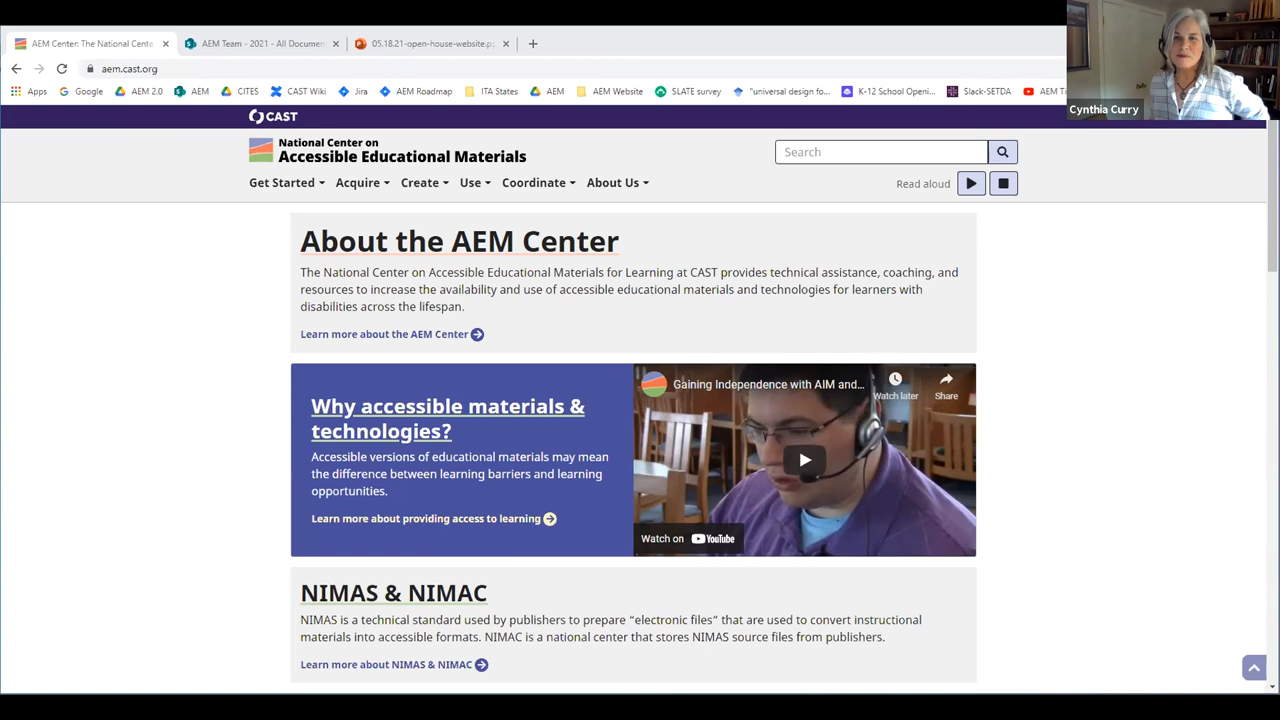 AEM Center: The National Cente
AEM Team - 2021 - All Documen
05.18.21-open-house-website.p
aem.cast.org
Apps
Google
AEM 2.0
AEM
CITES
CAST Wiki
Jira
AEM Roadmap
ITA States
AEM
AEM Website
SLATE survey
"universal design fo...
K-12 School Openi...
Slack-SETDA
AEM Ti
Cynthia Curry
CAST
National Center on
Accessible Educational Materials
Search
Get Started
Acquire
Create
Use
Coordinate
About Us
Read aloud
About the AEM Center
The National Center on Accessible Educational Materials for Learning at CAST provides technical assistance, coaching, and
resources to increase the availability and use of accessible educational materials and technologies for learners with
disabilities across the lifespan.
Learn more about the AEM Center
Why accessible materials &
technologies?
Accessible versions of educational materials may mean
the difference between learning barriers and learning
opportunities.
Learn more about providing access to learning
Gaining Independence with AIM and...
Watch later
Share
Watch on YouTube
NIMAS & NIMAC
NIMAS is a technical standard used by publishers to prepare “electronic files” that are used to convert instructional
materials into accessible formats. NIMAC is a national center that stores NIMAS source files from publishers.
Learn more about NIMAS & NIMAC